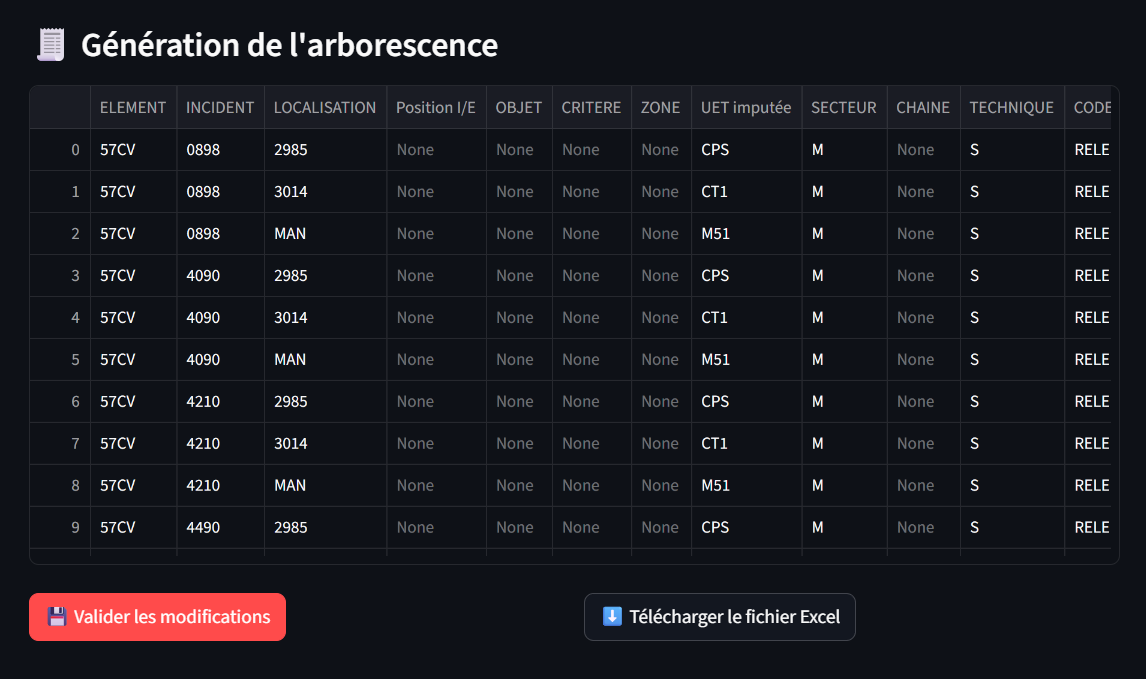 Génération de l'arborescence
ELEMENT INCIDENT LOCALISATION Position I/E OBJET CRITERE ZONE UET imputée SECTEUR CHAINE TECHNIQUE CODE
0 57CV 0898 2985 None None None None CPS M None S RELE
1 57CV 0898 3014 None None None None CT1 M None S RELE
2 57CV 0898 MAN None None None None M51 M None S RELE
3 57CV 4090 2985 None None None None CPS M None S RELE
4 57CV 4090 3014 None None None None CT1 M None S RELE
5 57CV 4090 MAN None None None None M51 M None S RELE
6 57CV 4210 2985 None None None None CPS M None S RELE
7 57CV 4210 3014 None None None None CT1 M None S RELE
8 57CV 4210 MAN None None None None M51 M None S RELE
9 57CV 4490 2985 None None None None CPS M None S RELE
Valider les modifications Télécharger le fichier Excel